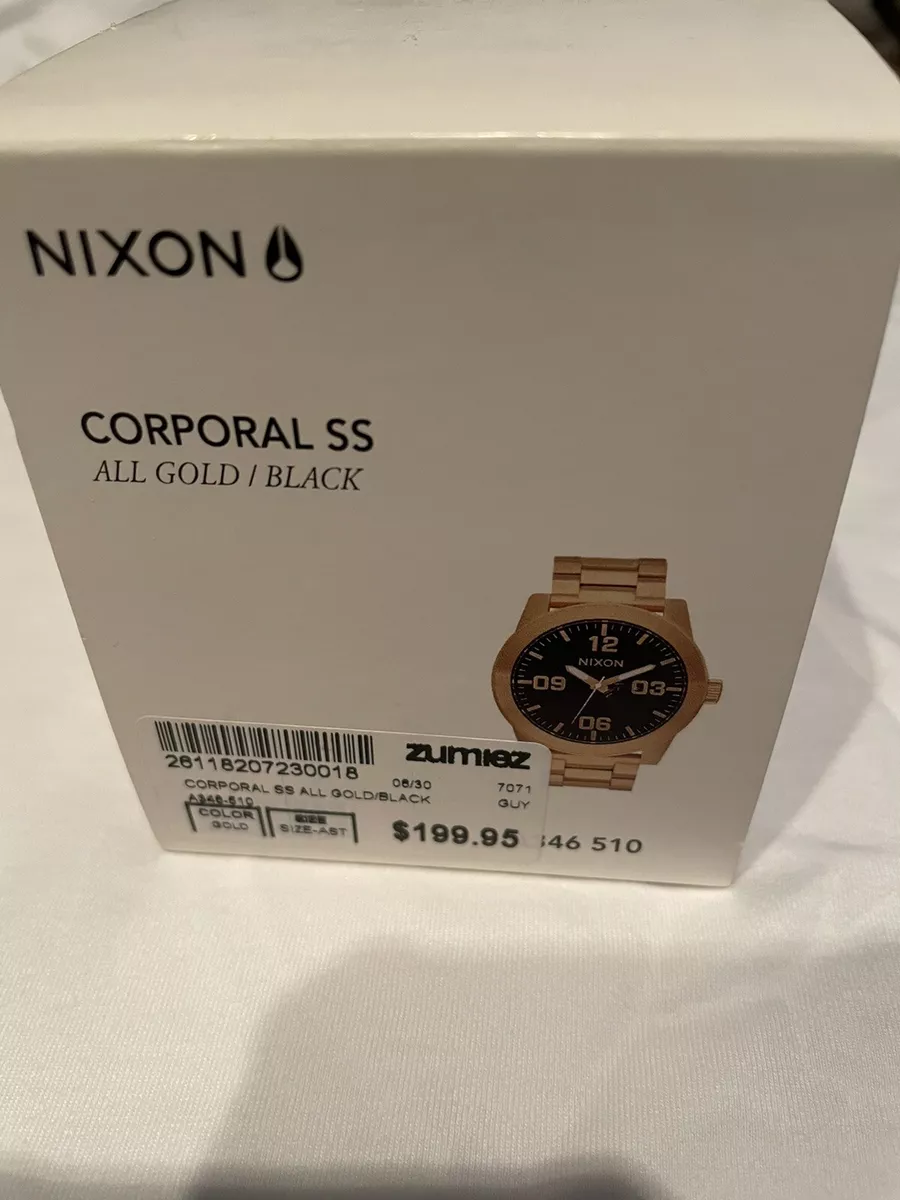 NIXON
CORPORAL SS
ALL GOLD / BLACK
12
NIXON
09 03
06
zumiez
26118207230018
06/30 7071
CORPORAL SS ALL GOLD/BLACK GUY
A346-510
COLOR SIZE
GOLD SIZE-AST
$199.95
346 510